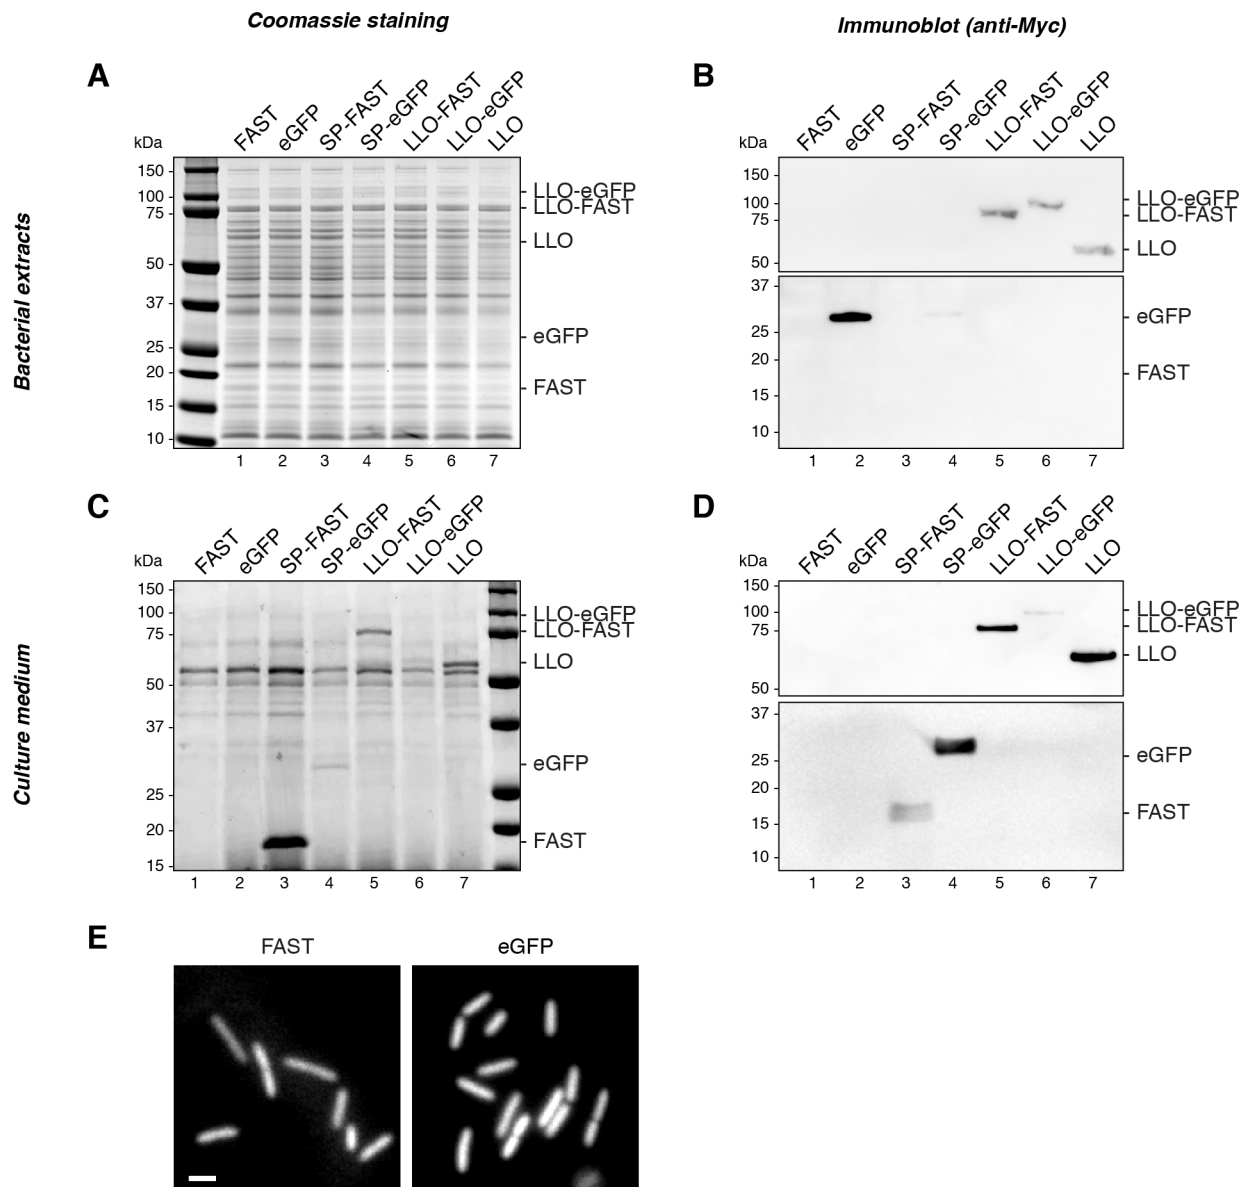 Coomassie staining
Immunoblot (anti-Myc)
Bacterial extracts
A
kDa
FAST
eGFP
SP-FAST
SP-eGFP
LLO-FAST
LLO-eGFP
LLO
150
100
75
50
37
25
20
15
10
LLO-eGFP
LLO-FAST
LLO
eGFP
FAST
1 2 3 4 5 6 7
B
kDa
FAST
eGFP
SP-FAST
SP-eGFP
LLO-FAST
LLO-eGFP
LLO
150
100
75
50
37
25
20
15
10
LLO-eGFP
LLO-FAST
LLO
eGFP
FAST
1 2 3 4 5 6 7
Culture medium
C
kDa
FAST
eGFP
SP-FAST
SP-eGFP
LLO-FAST
LLO-eGFP
LLO
150
100
75
50
37
25
20
15
LLO-eGFP
LLO-FAST
LLO
eGFP
FAST
1 2 3 4 5 6 7
D
kDa
FAST
eGFP
SP-FAST
SP-eGFP
LLO-FAST
LLO-eGFP
LLO
150
100
75
50
37
25
20
15
10
LLO-eGFP
LLO-FAST
LLO
eGFP
FAST
1 2 3 4 5 6 7
E
FAST
eGFP